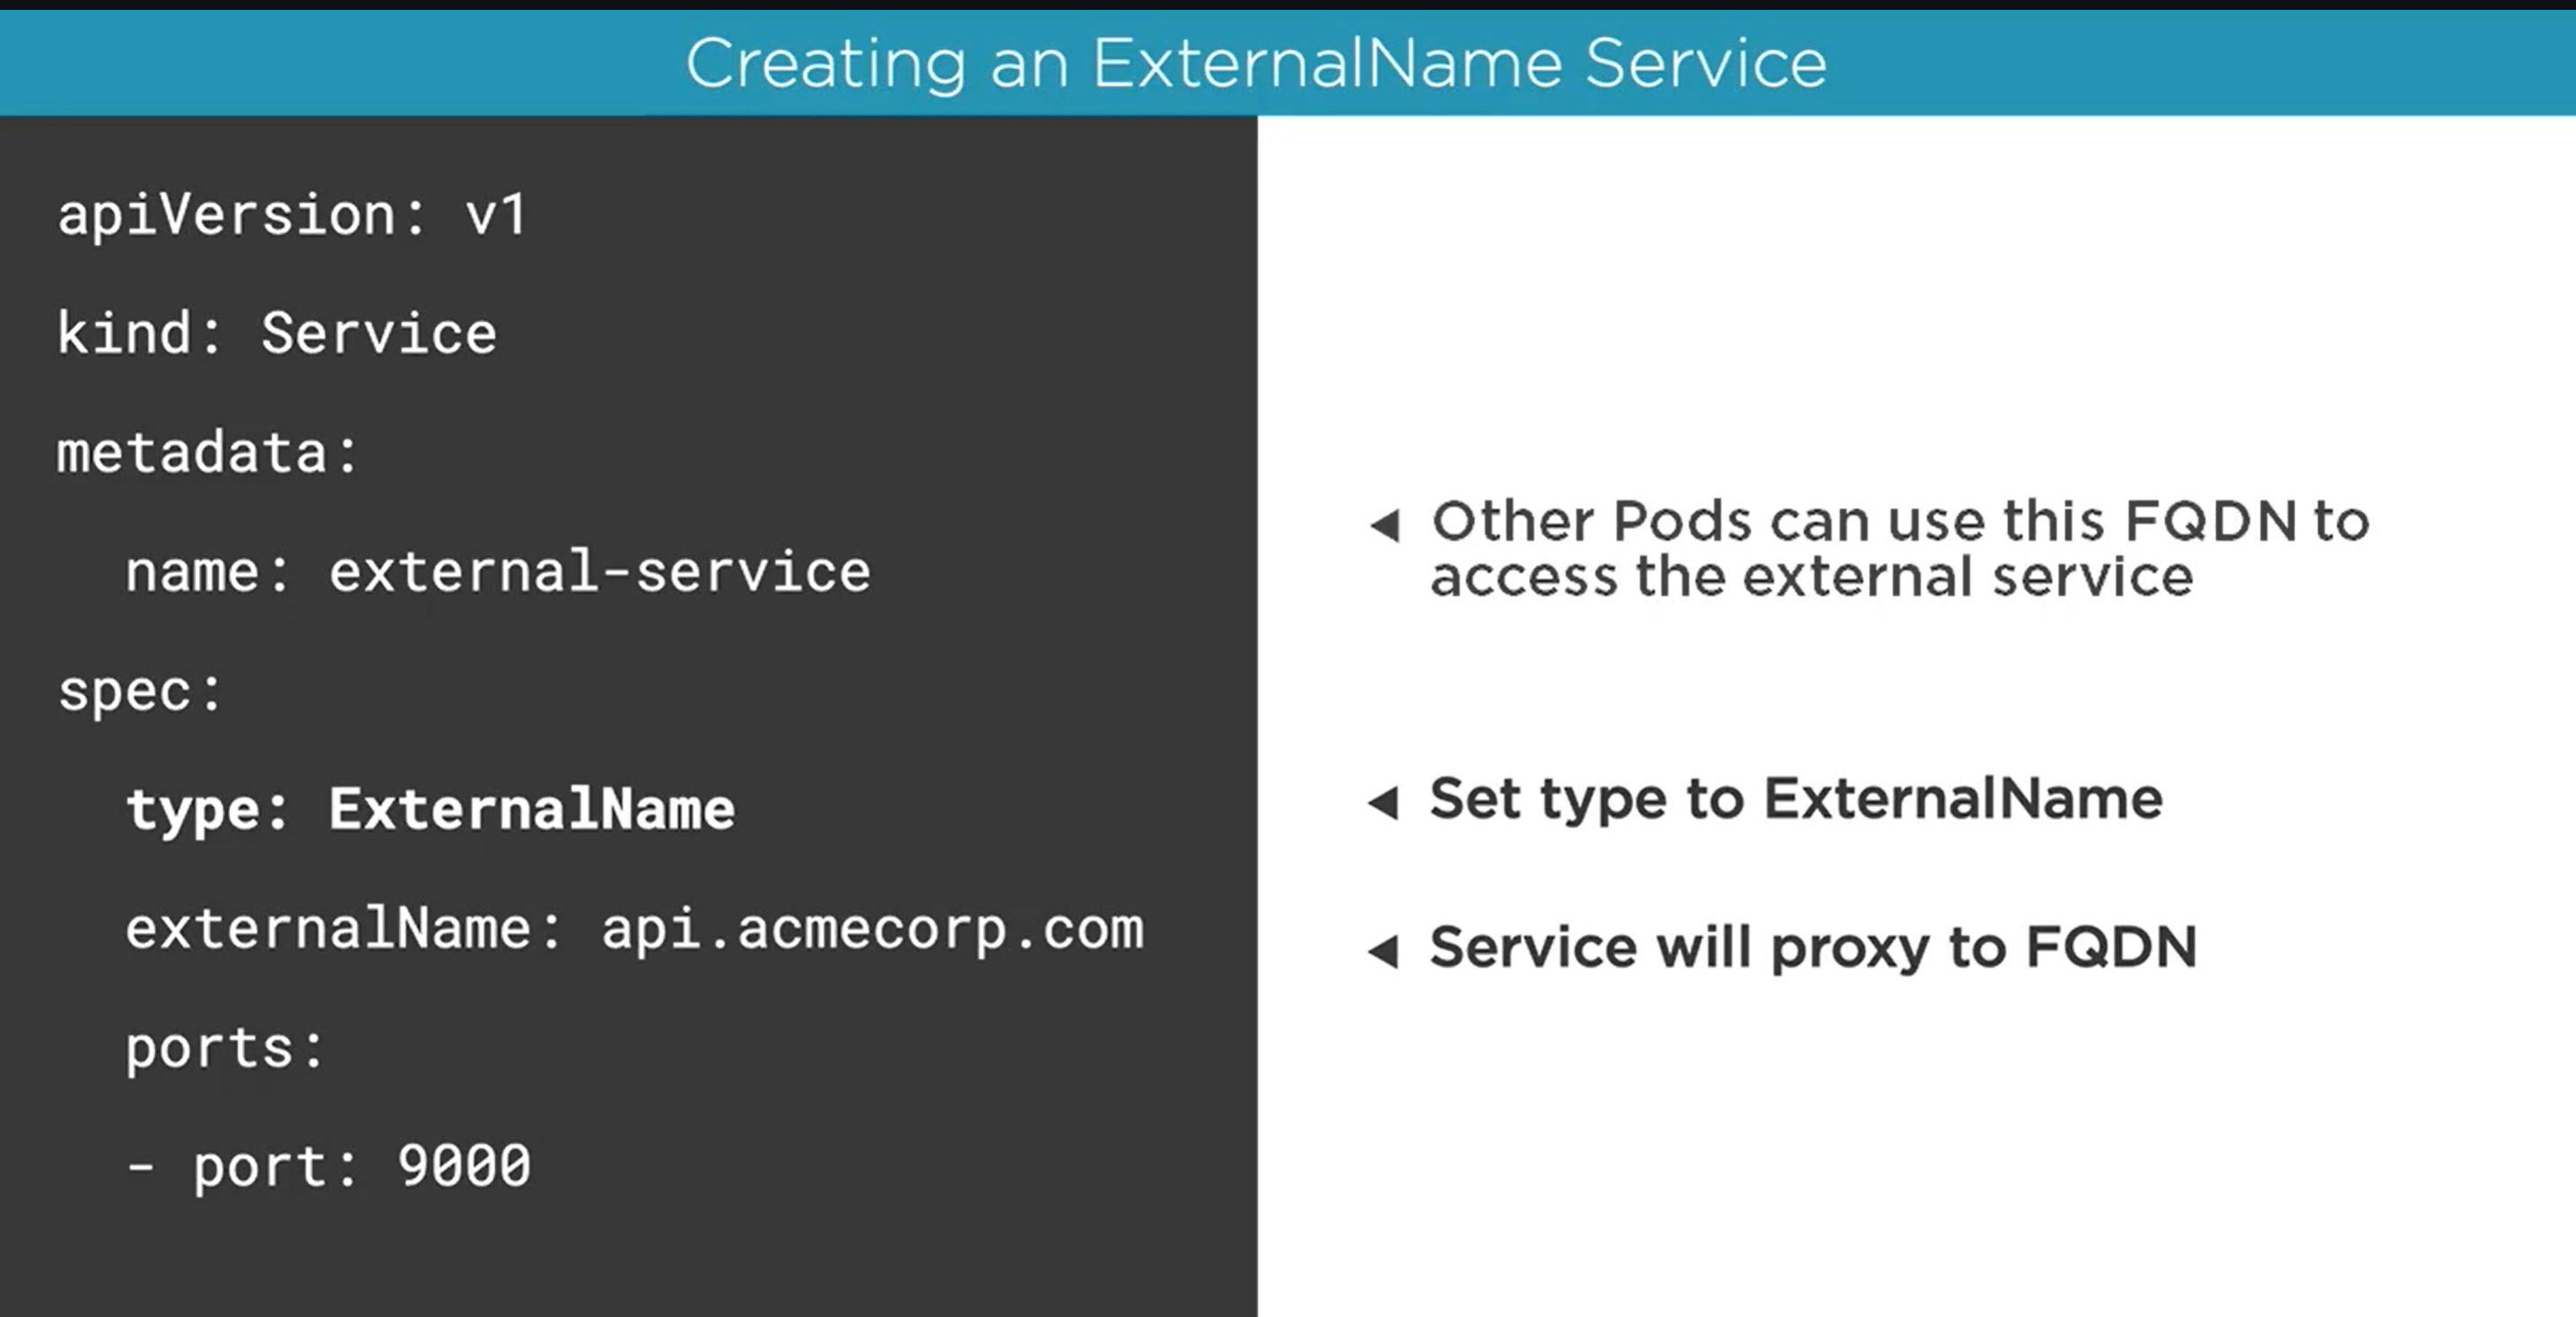 Creating an ExternalName Service
apiVersion: v1
kind: Service
metadata:
  name: external-service
spec:
  type: ExternalName
  externalName: api.acmecorp.com
  ports:
  - port: 9000
◀ Other Pods can use this FQDN to
access the external service
◀ Set type to ExternalName
◀ Service will proxy to FQDN